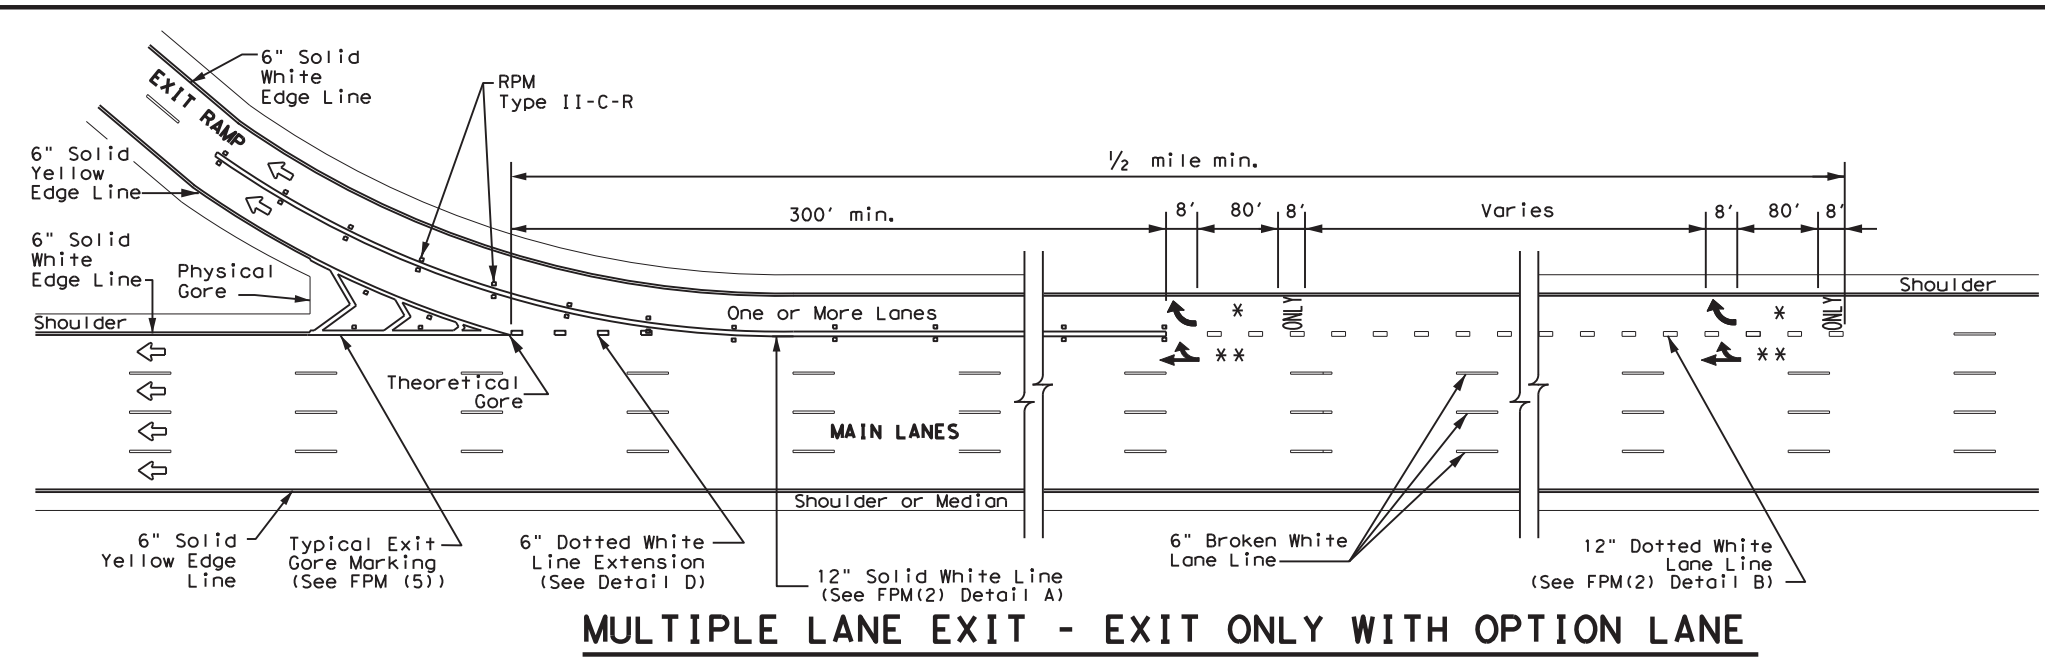 6" Solid
White
Edge Line
EXIT RAMP
RPM
Type II-C-R
6" Solid
Yellow
Edge Line
1/2 mile min.
300' min.
8'
80'
8'
Varies
8'
80'
8'
6" Solid
White
Edge Line
Physical
Gore
Shoulder
Shoulder
One or More Lanes
*
ONLY
*
ONLY
**
**
Theoretical
Gore
MAIN LANES
Shoulder or Median
6" Solid
Yellow Edge
Line
Typical Exit
Gore Marking
(See FPM (5))
6" Dotted White
Line Extension
(See Detail D)
12" Solid White Line
(See FPM(2) Detail A)
6" Broken White
Lane Line
12" Dotted White
Lane Line
(See FPM(2) Detail B)
MULTIPLE LANE EXIT - EXIT ONLY WITH OPTION LANE